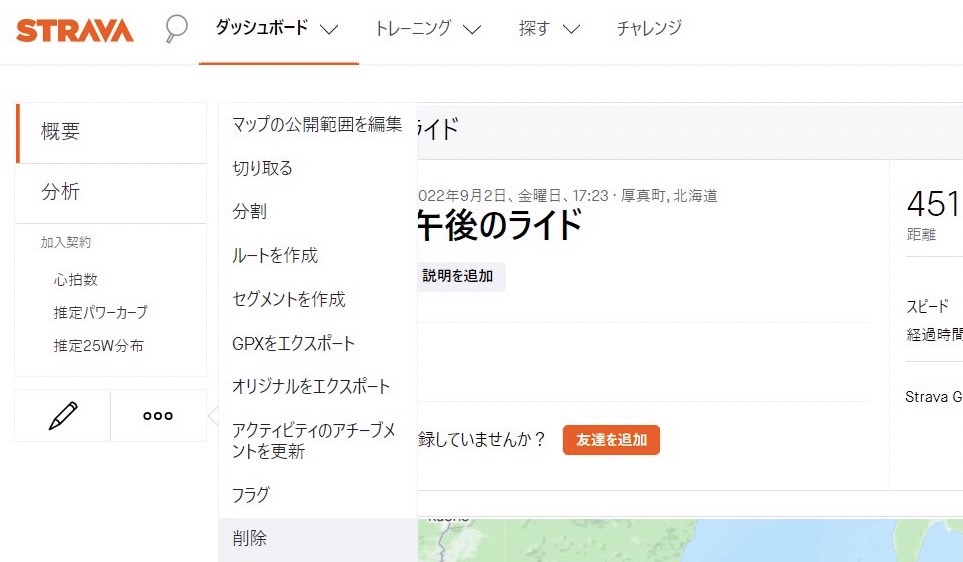 STRAVA ダッシュボード トレーニング 探す チャレンジ
概要
分析
加入契約
心拍数
推定パワーカーブ
推定25W分布
マップの公開範囲を編集
切り取る
分割
ルートを作成
セグメントを作成
GPXをエクスポート
オリジナルをエクスポート
アクティビティのアチーブメ
ントを更新
フラグ
削除
ライド
022年9月2日、金曜日、17:23 · 厚真町, 北海道
午後のライド
説明を追加
録していませんか？ 友達を追加
451
距離
スピード
経過時間
Strava G